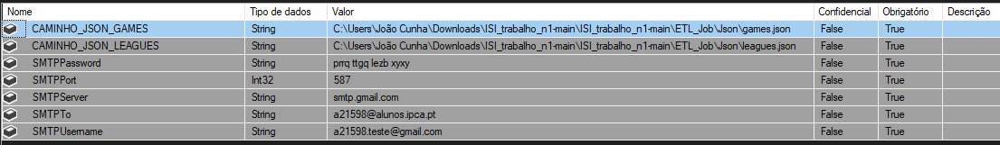 Nome Tipo de dados Valor Confidencial Obrigatório Descrição
CAMINHO_JSON_GAMES String C:\Users\João Cunha\Downloads\ISI_trabalho_n1-main\ISI_trabalho_n1-main\ETL_Job\Json\games.json False True
CAMINHO_JSON_LEAGUES String C:\Users\João Cunha\Downloads\ISI_trabalho_n1-main\ISI_trabalho_n1-main\ETL_Job\Json\leagues.json False True
SMTPPassword String prrq ttgq lezb xyxy False True
SMTPPort Int32 587 False True
SMTPServer String smtp.gmail.com False True
SMTPTo String a21598@alunos.ipca.pt False True
SMTPUsername String a21598.teste@gmail.com False True